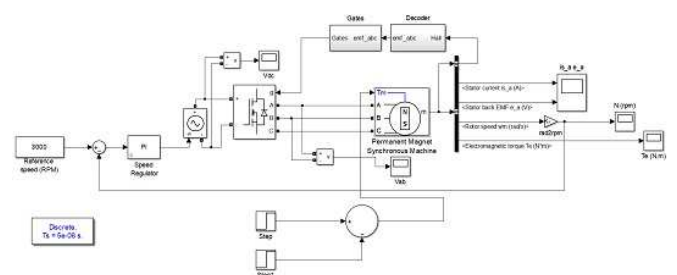 Gates
Decoder
Gates emf_abc
emf_abc Hall
+ v
-
Vdc
is_a e_a
<Stator current is_a (A)>
<Stator back EMF e_a (V)>
<Rotor speed wm (rad/s)>
<Electromagnetic torque Te (N*m)>
N (rpm)
rad2rpm
Te (N.m)
g
A
B
C
Tm
m
A
B
C
N
S
Permanent Magnet
Synchronous Machine
3000
Reference
speed (RPM)
PI
Speed
Regulator
+ v
-
Vab
Discrete,
Ts = 5e-06 s.
Step